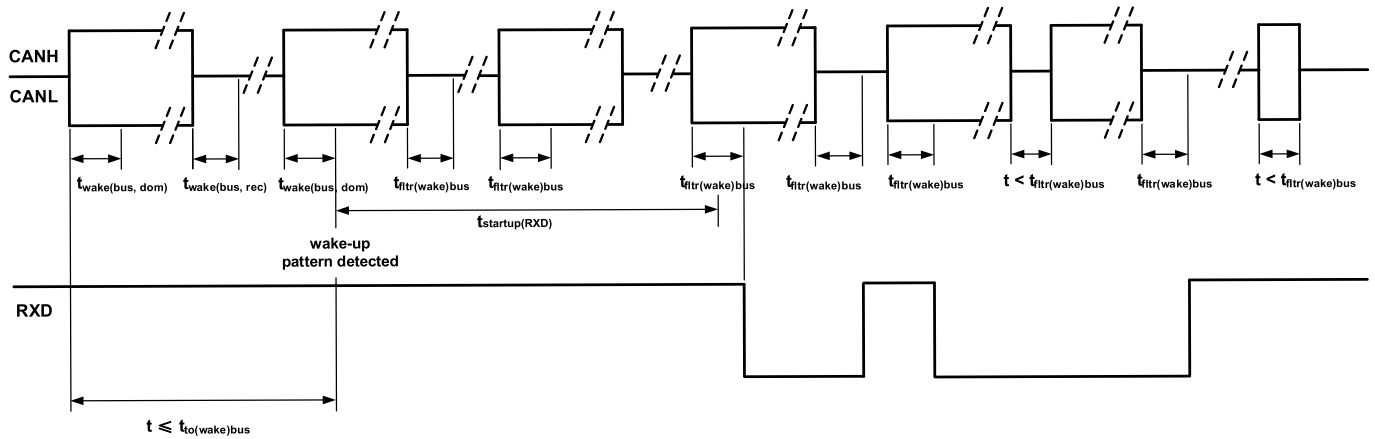 CANH
CANL
twake(bus, dom)
twake(bus, rec)
twake(bus, dom)
tfltr(wake)bus
tfltr(wake)bus
tfltr(wake)bus
tfltr(wake)bus
tfltr(wake)bus
t < tfltr(wake)bus
tfltr(wake)bus
t < tfltr(wake)bus
tstartup(RXD)
wake-up
pattern detected
RXD
t ⩽ tto(wake)bus